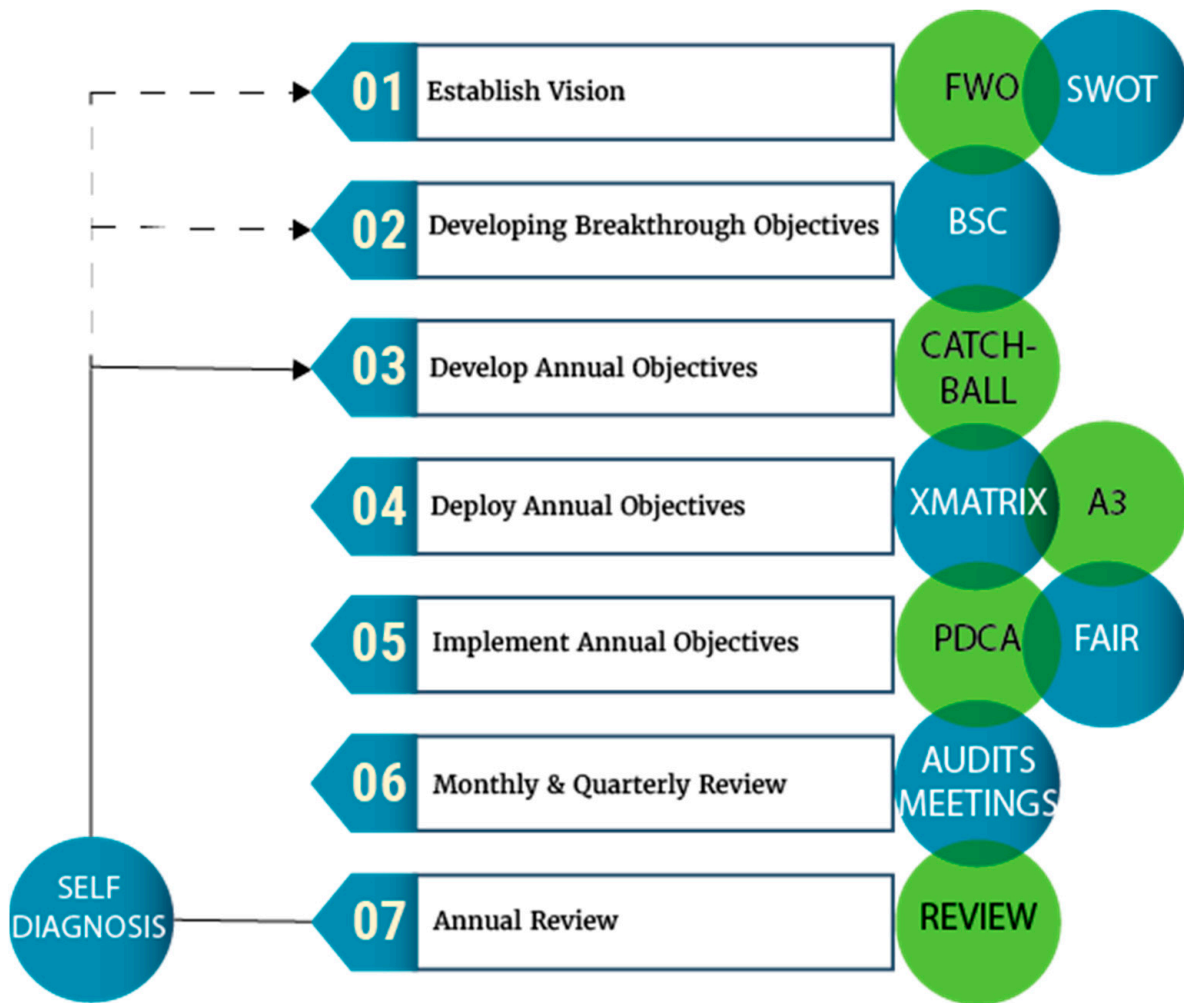 01 Establish Vision FWO SWOT
02 Developing Breakthrough Objectives BSC
03 Develop Annual Objectives CATCH-
BALL
04 Deploy Annual Objectives XMATRIX A3
05 Implement Annual Objectives PDCA FAIR
06 Monthly & Quarterly Review AUDITS
MEETINGS
SELF
DIAGNOSIS
07 Annual Review REVIEW